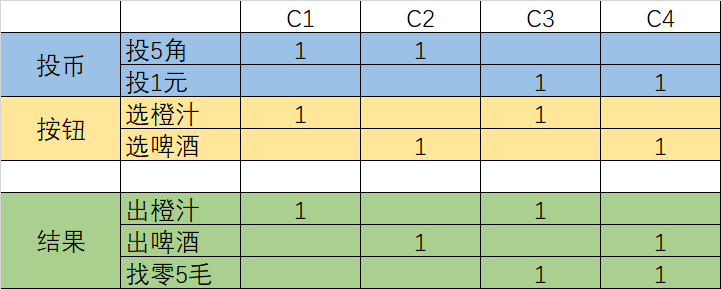 C1 C2 C3 C4
投币 投5角 1 1
投1元 1 1
按钮 选橙汁 1 1
选啤酒 1 1
结果 出橙汁 1 1
出啤酒 1 1
找零5毛 1 1